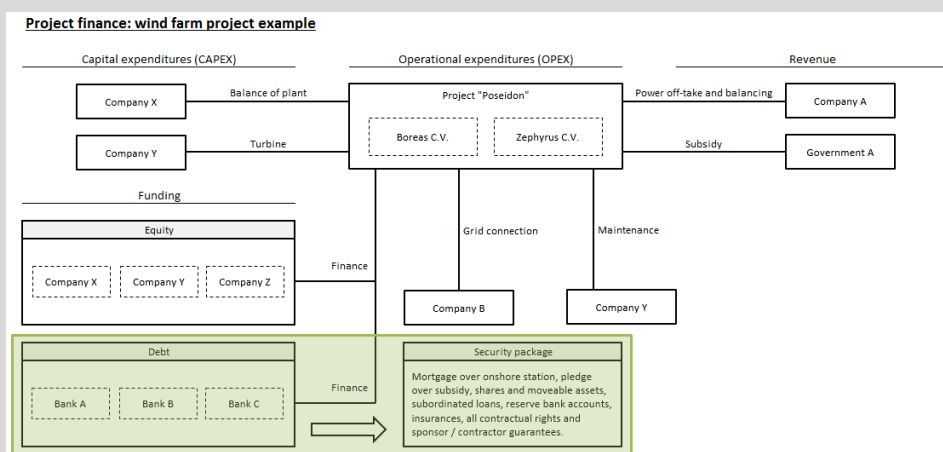 Project finance: wind farm project example
Capital expenditures (CAPEX)
Operational expenditures (OPEX)
Revenue
Company X
Balance of plant
Project "Poseidon"
Power off-take and balancing
Company A
Boreas C.V.
Zephyrus C.V.
Company Y
Turbine
Subsidy
Government A
Funding
Equity
Grid connection
Maintenance
Finance
Company X
Company Y
Company Z
Company B
Company Y
Debt
Security package
Finance
Bank A
Bank B
Bank C
Mortgage over onshore station, pledge
over subsidy, shares and moveable assets,
subordinated loans, reserve bank accounts,
insurances, all contractual rights and
sponsor / contractor guarantees.